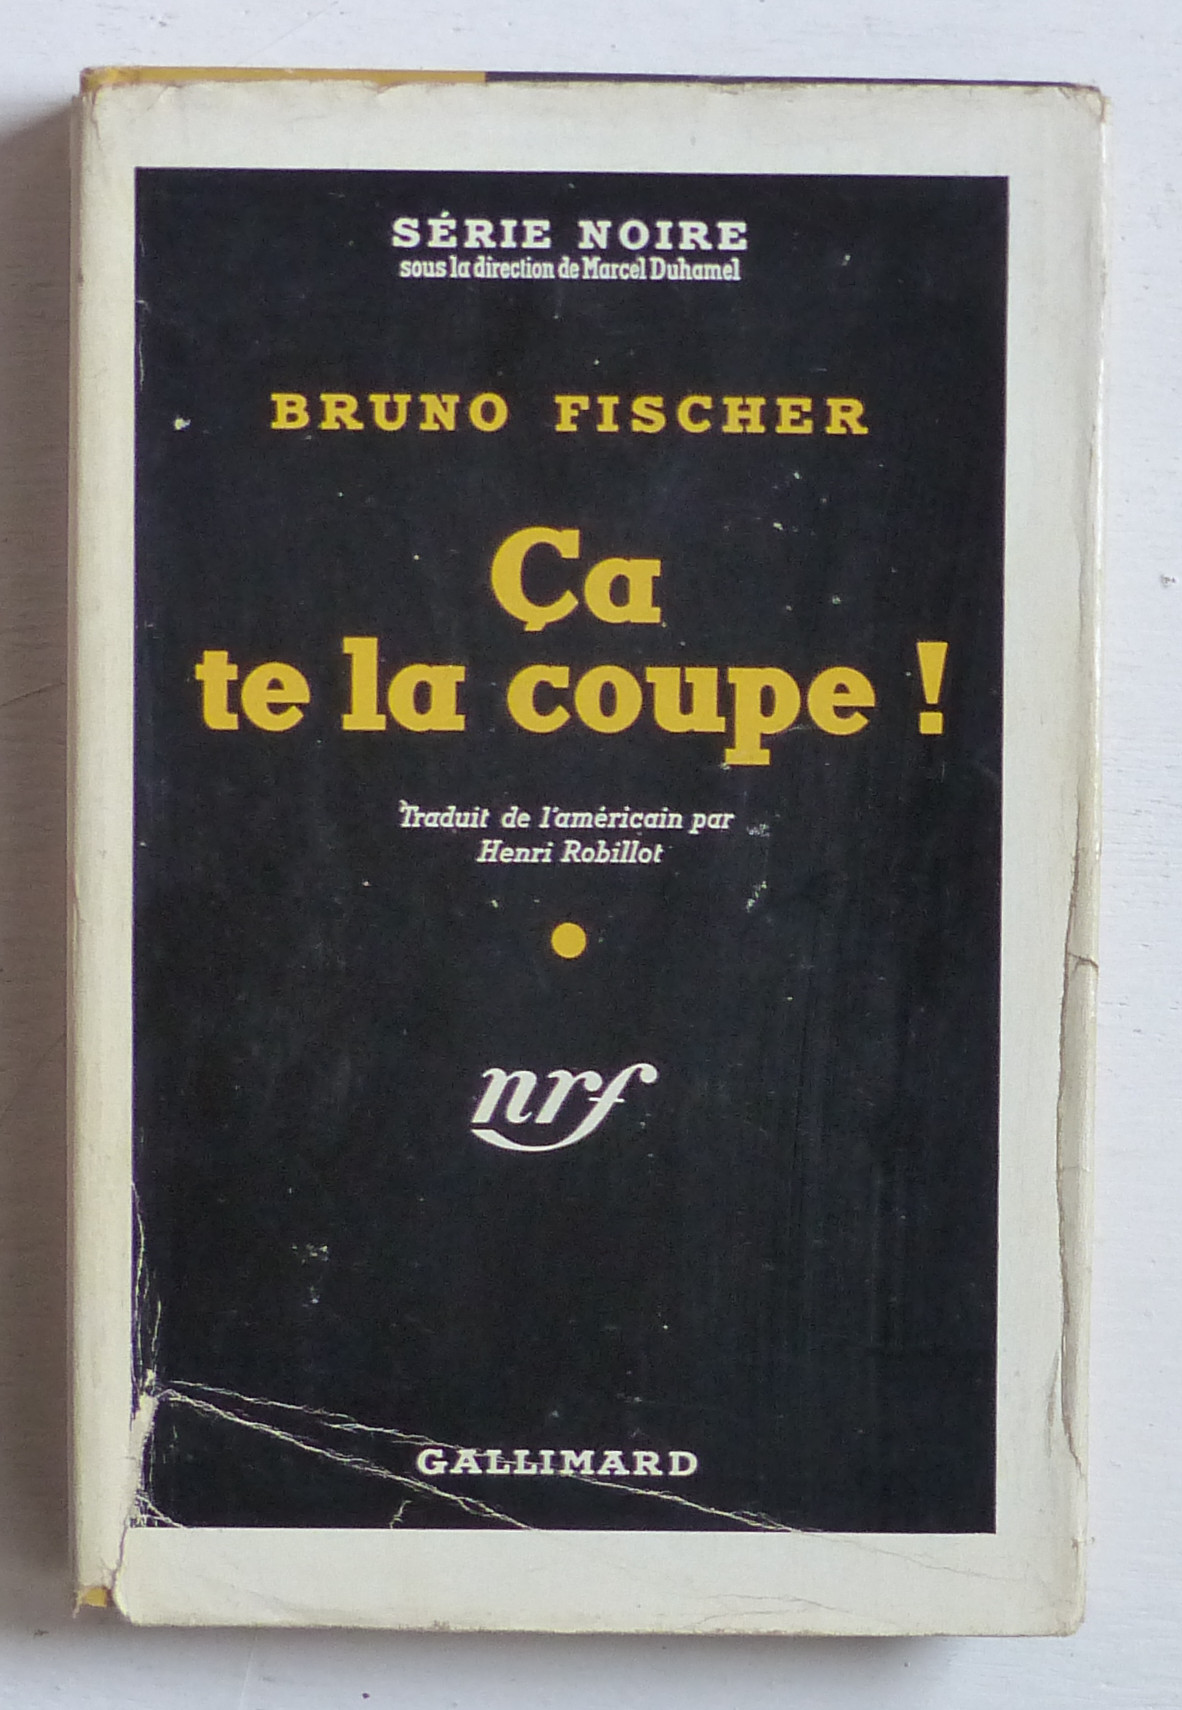 SÉRIE NOIRE
sous la direction de Marcel Duhamel
BRUNO FISCHER
Ça
te la coupe !
Traduit de l'américain par
Henri Robillot
nrf
GALLIMARD